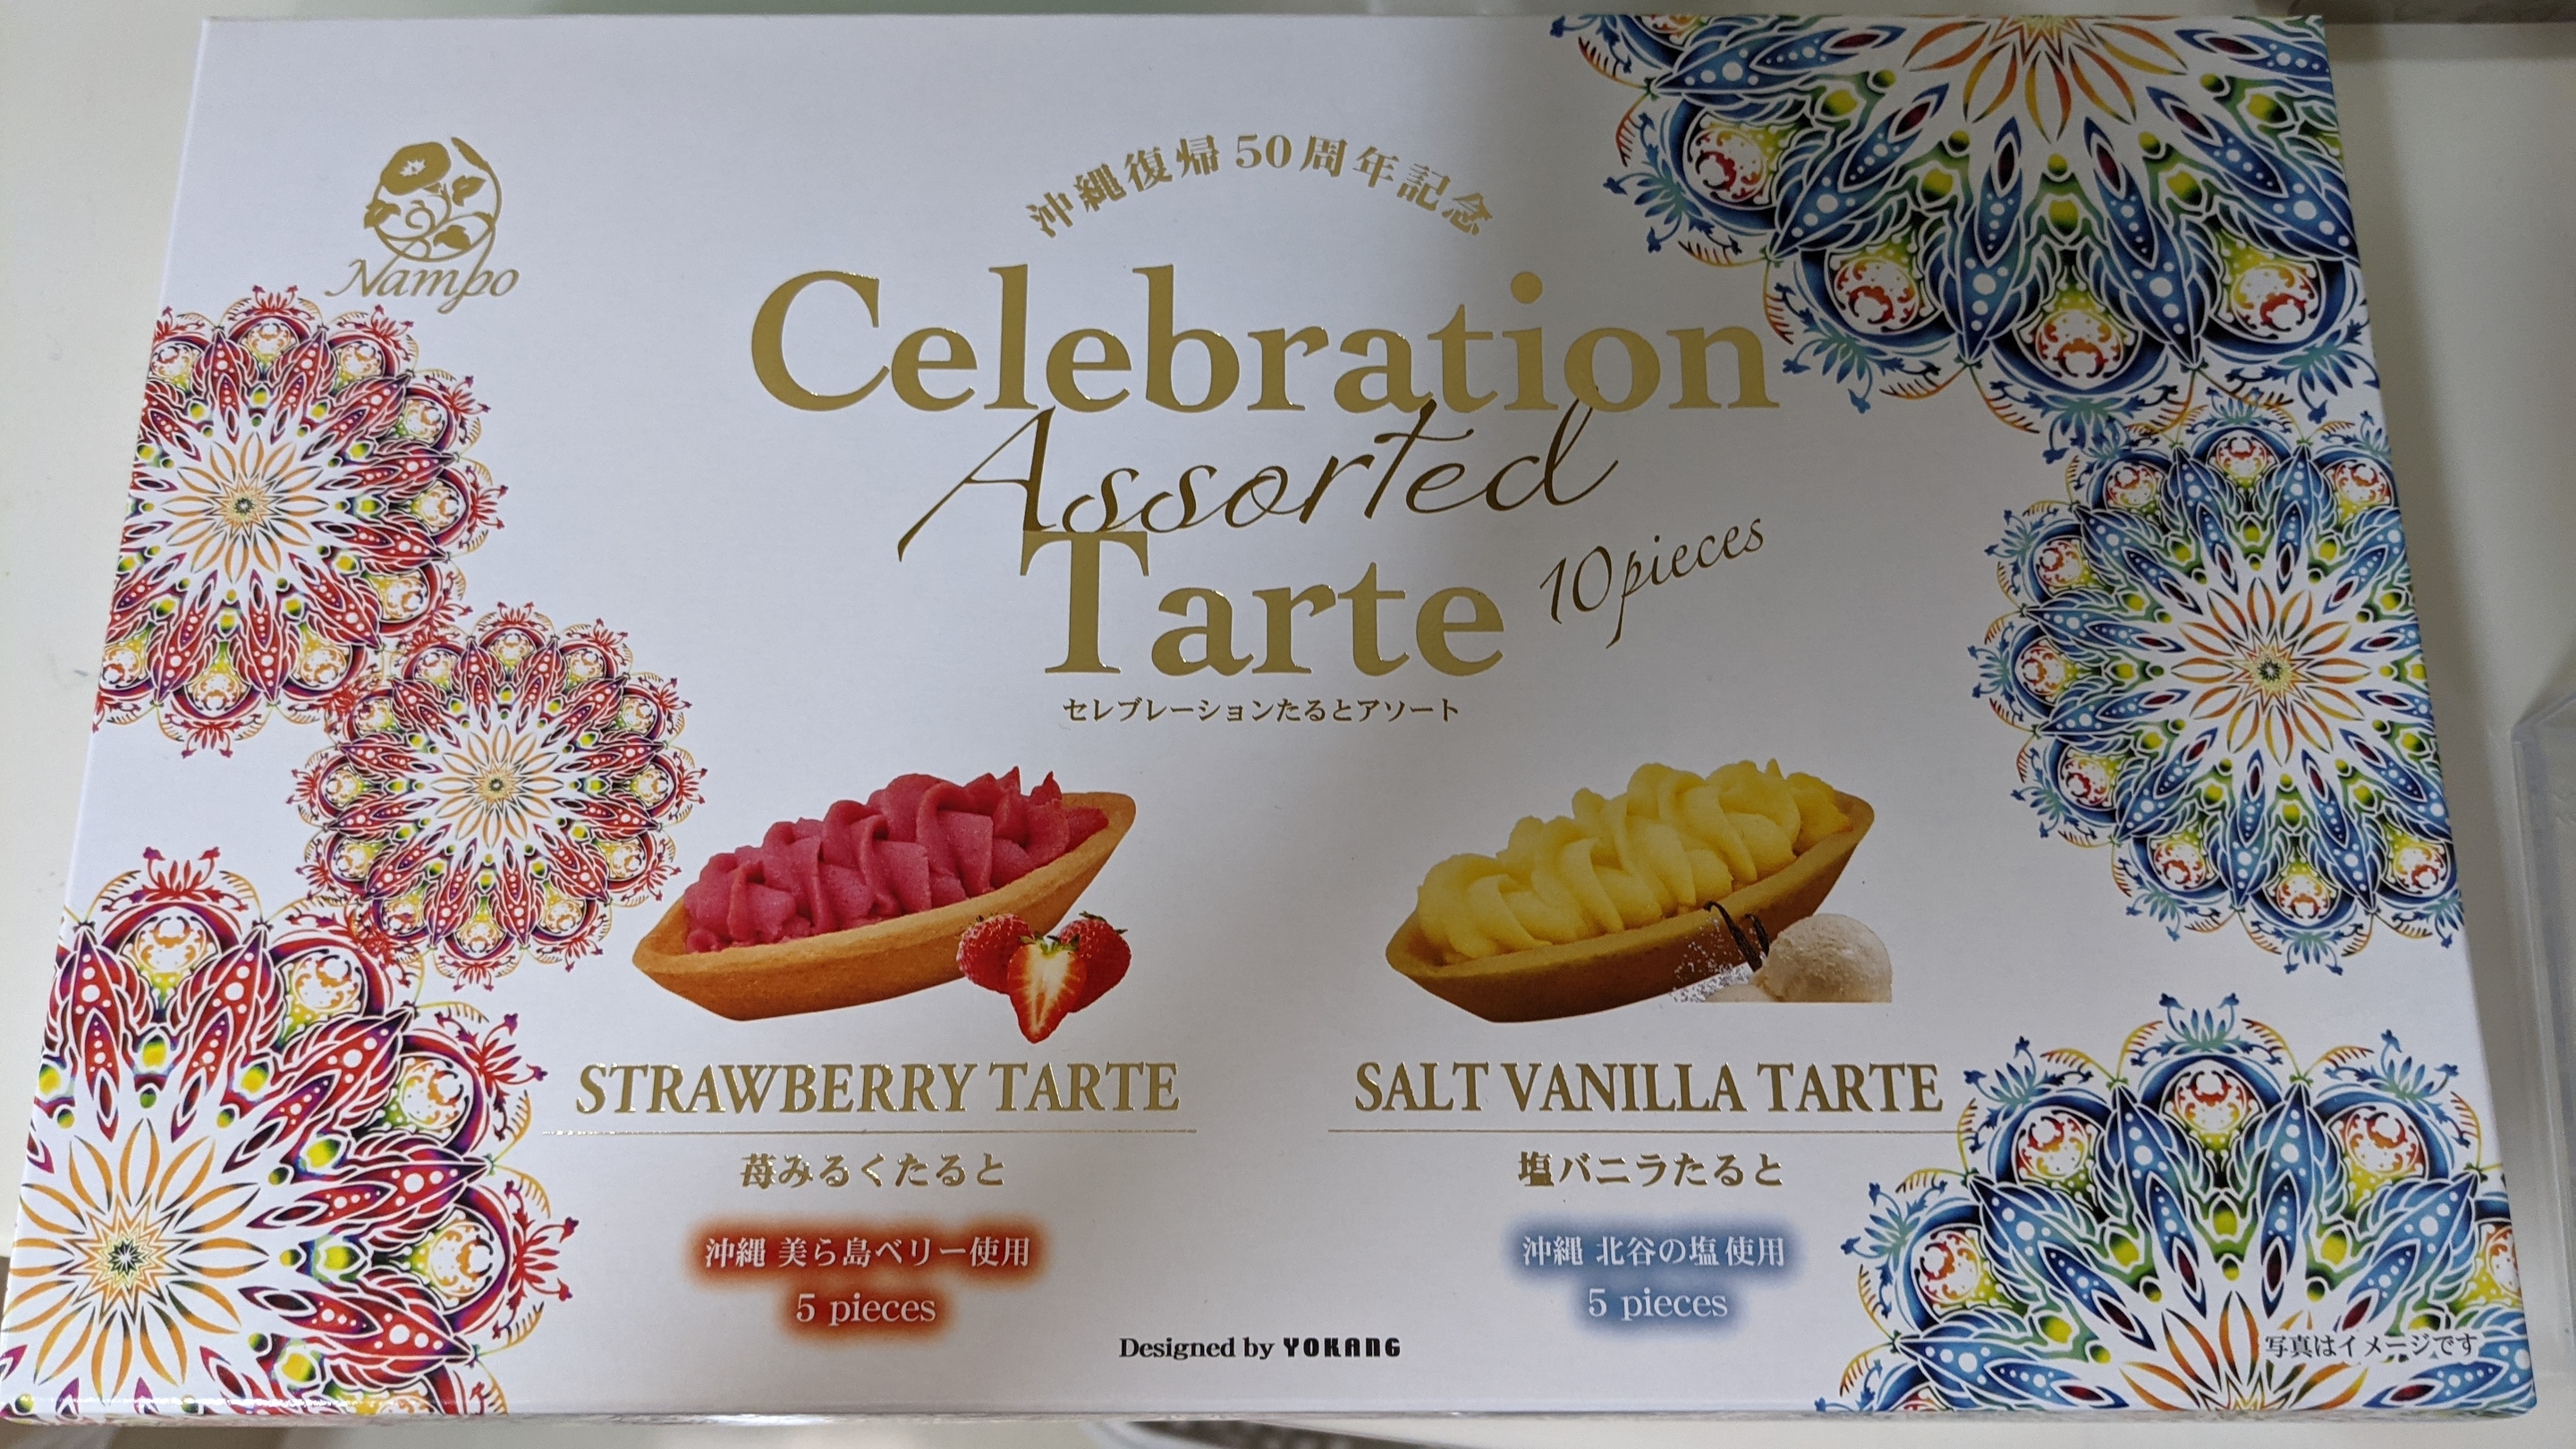 Nampo
沖縄復帰50周年記念
Celebration
Assorted
Tarte
10pieces
セレブレーションたるとアソート
STRAWBERRY TARTE
苺みるくたると
沖縄 美ら島ベリー使用
5 pieces
SALT VANILLA TARTE
塩バニラたると
沖縄 北谷の塩使用
5 pieces
Designed by YOKANG
写真はイメージです